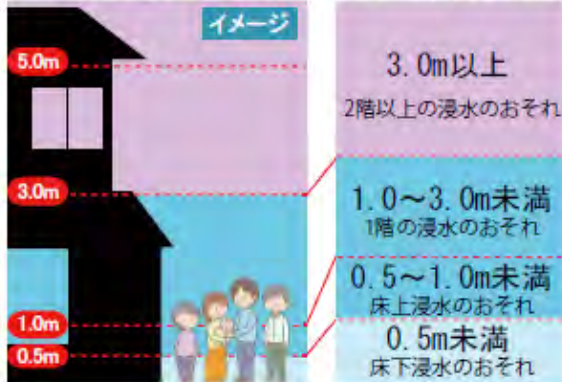 イメージ
5.0m
3.0m
1.0m
0.5m
3.0m以上
2階以上の浸水のおそれ
1.0～3.0m未満
1階の浸水のおそれ
0.5～1.0m未満
床上浸水のおそれ
0.5m未満
床下浸水のおそれ